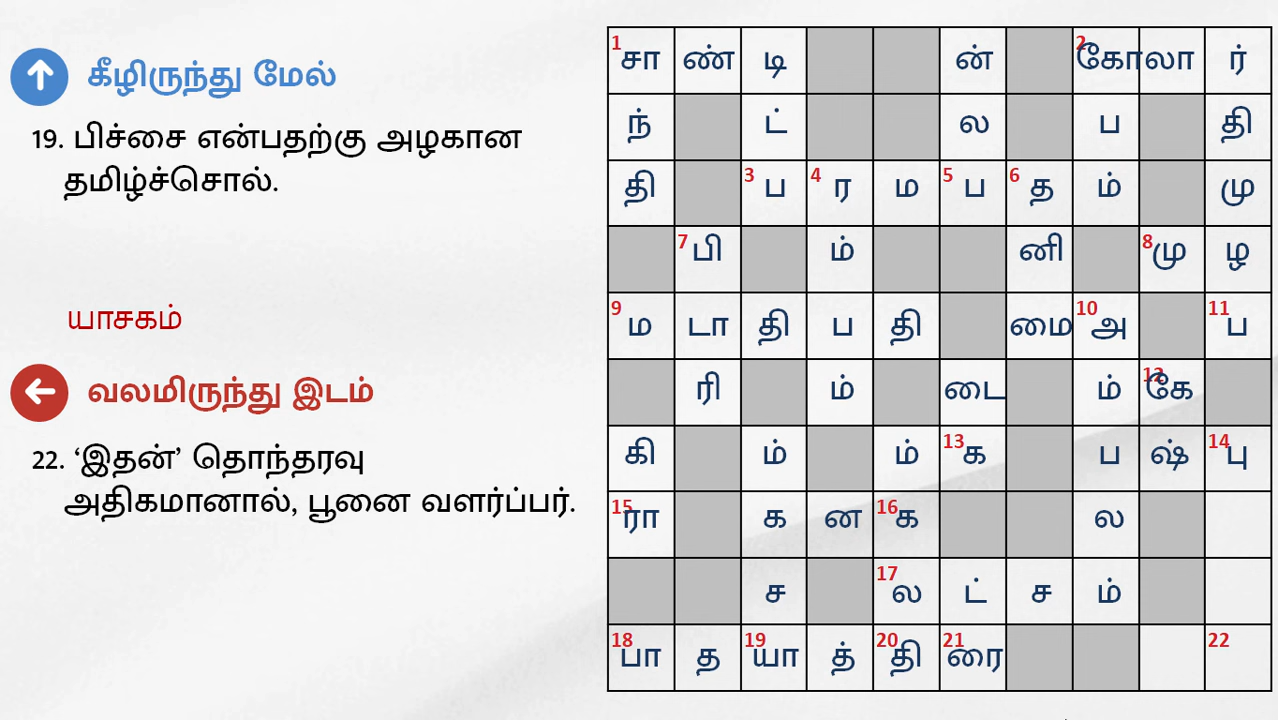 கீழிருந்து மேல்
19. பிச்சை என்பதற்கு அழகான
தமிழ்ச்சொல்.
யாசகம்
வலமிருந்து இடம்
22. ‘இதன்’ தொந்தரவு
அதிகமானால், பூனை வளர்ப்பர்.
1 சா ண் டி ன் 2 கோ லா ர்
ந் ட் ல ப தி
தி 3 ப 4 ர ம 5 ப 6 த ம் மு
7 பி ம் னி 8 மு ழ
9 ம டா தி ப தி மை 10 அ 11 ப
ரி ம் டை ம் 12 கே
கி ம் ம் 13 க ப ஷ் 14 பு
15 ரா க ன 16 க ல
ச 17 ல ட் ச ம்
18 பா த 19 யா த் 20 தி 21 ரை 22